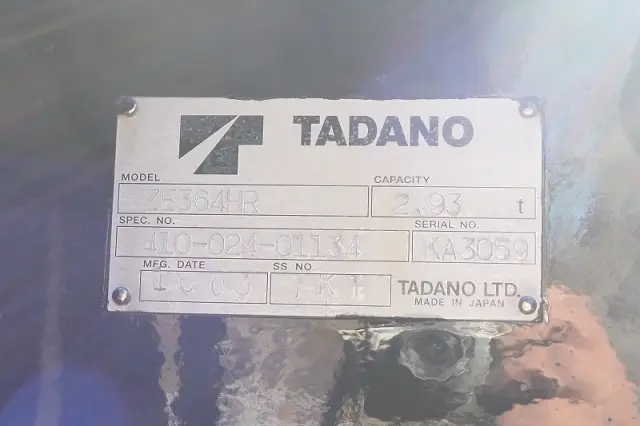 TADANO
MODEL
ZE364HR
CAPACITY
2.93 t
SPEC. NO.
410-024-01134
SERIAL NO.
KA3059
MFG. DATE
SS NO.
TADANO LTD.
MADE IN JAPAN